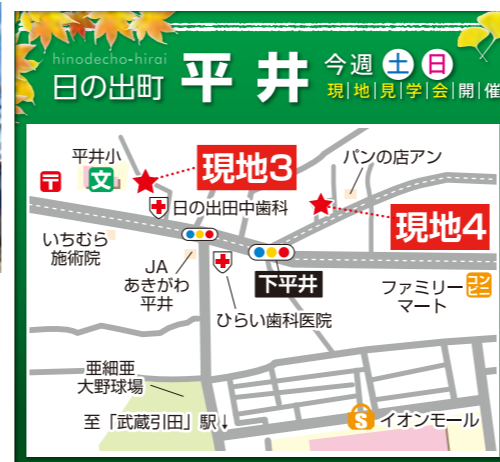 hinodecho-hirai
日の出町 平井 今週 土 日
現|地|見|学|会|開|催
平井小
文
現地3
パンの店アン
〒
日の出田中歯科
現地4
いちむら
施術院
JA
あきがわ
平井
下平井
ファミリー
マート
コン
ビニ
ひらい歯科医院
亜細亜
大野球場
至「武蔵引田」駅↓
S イオンモール